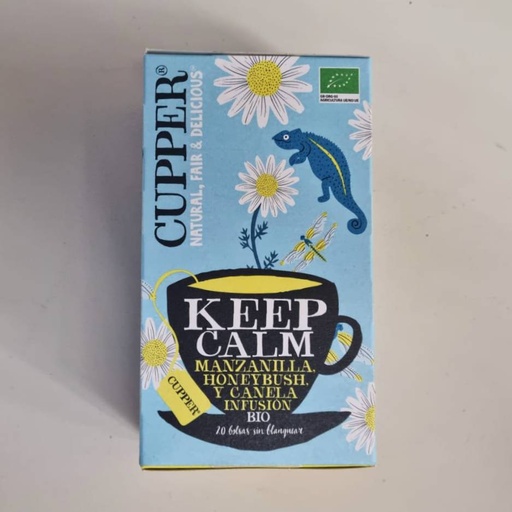 CUPPER®
NATURAL, FAIR & DELICIOUS®
KEEP
CALM
MANZANILLA,
HONEYBUSH,
Y CANELA
INFUSIÓN
BIO
20 bolsas sin blanquear
CUPPER®